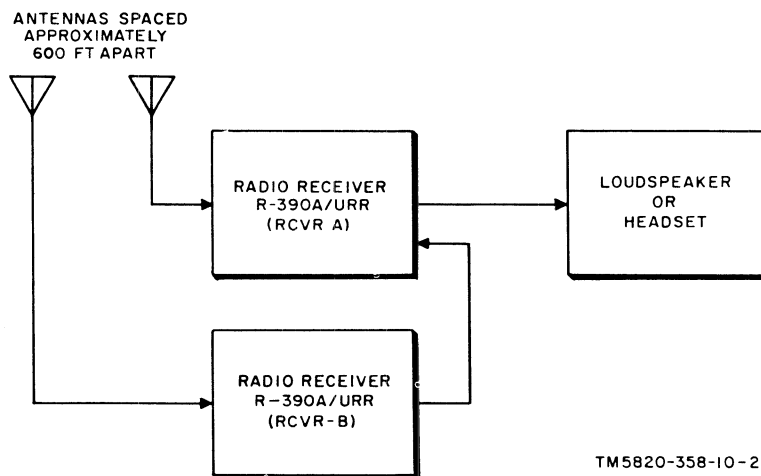 ANTENNAS SPACED
APPROXIMATELY
600 FT APART
RADIO RECEIVER
R-390A/URR
(RCVR A)
LOUDSPEAKER
OR
HEADSET
RADIO RECEIVER
R-390A/URR
(RCVR-B)
TM5820-358-10-2